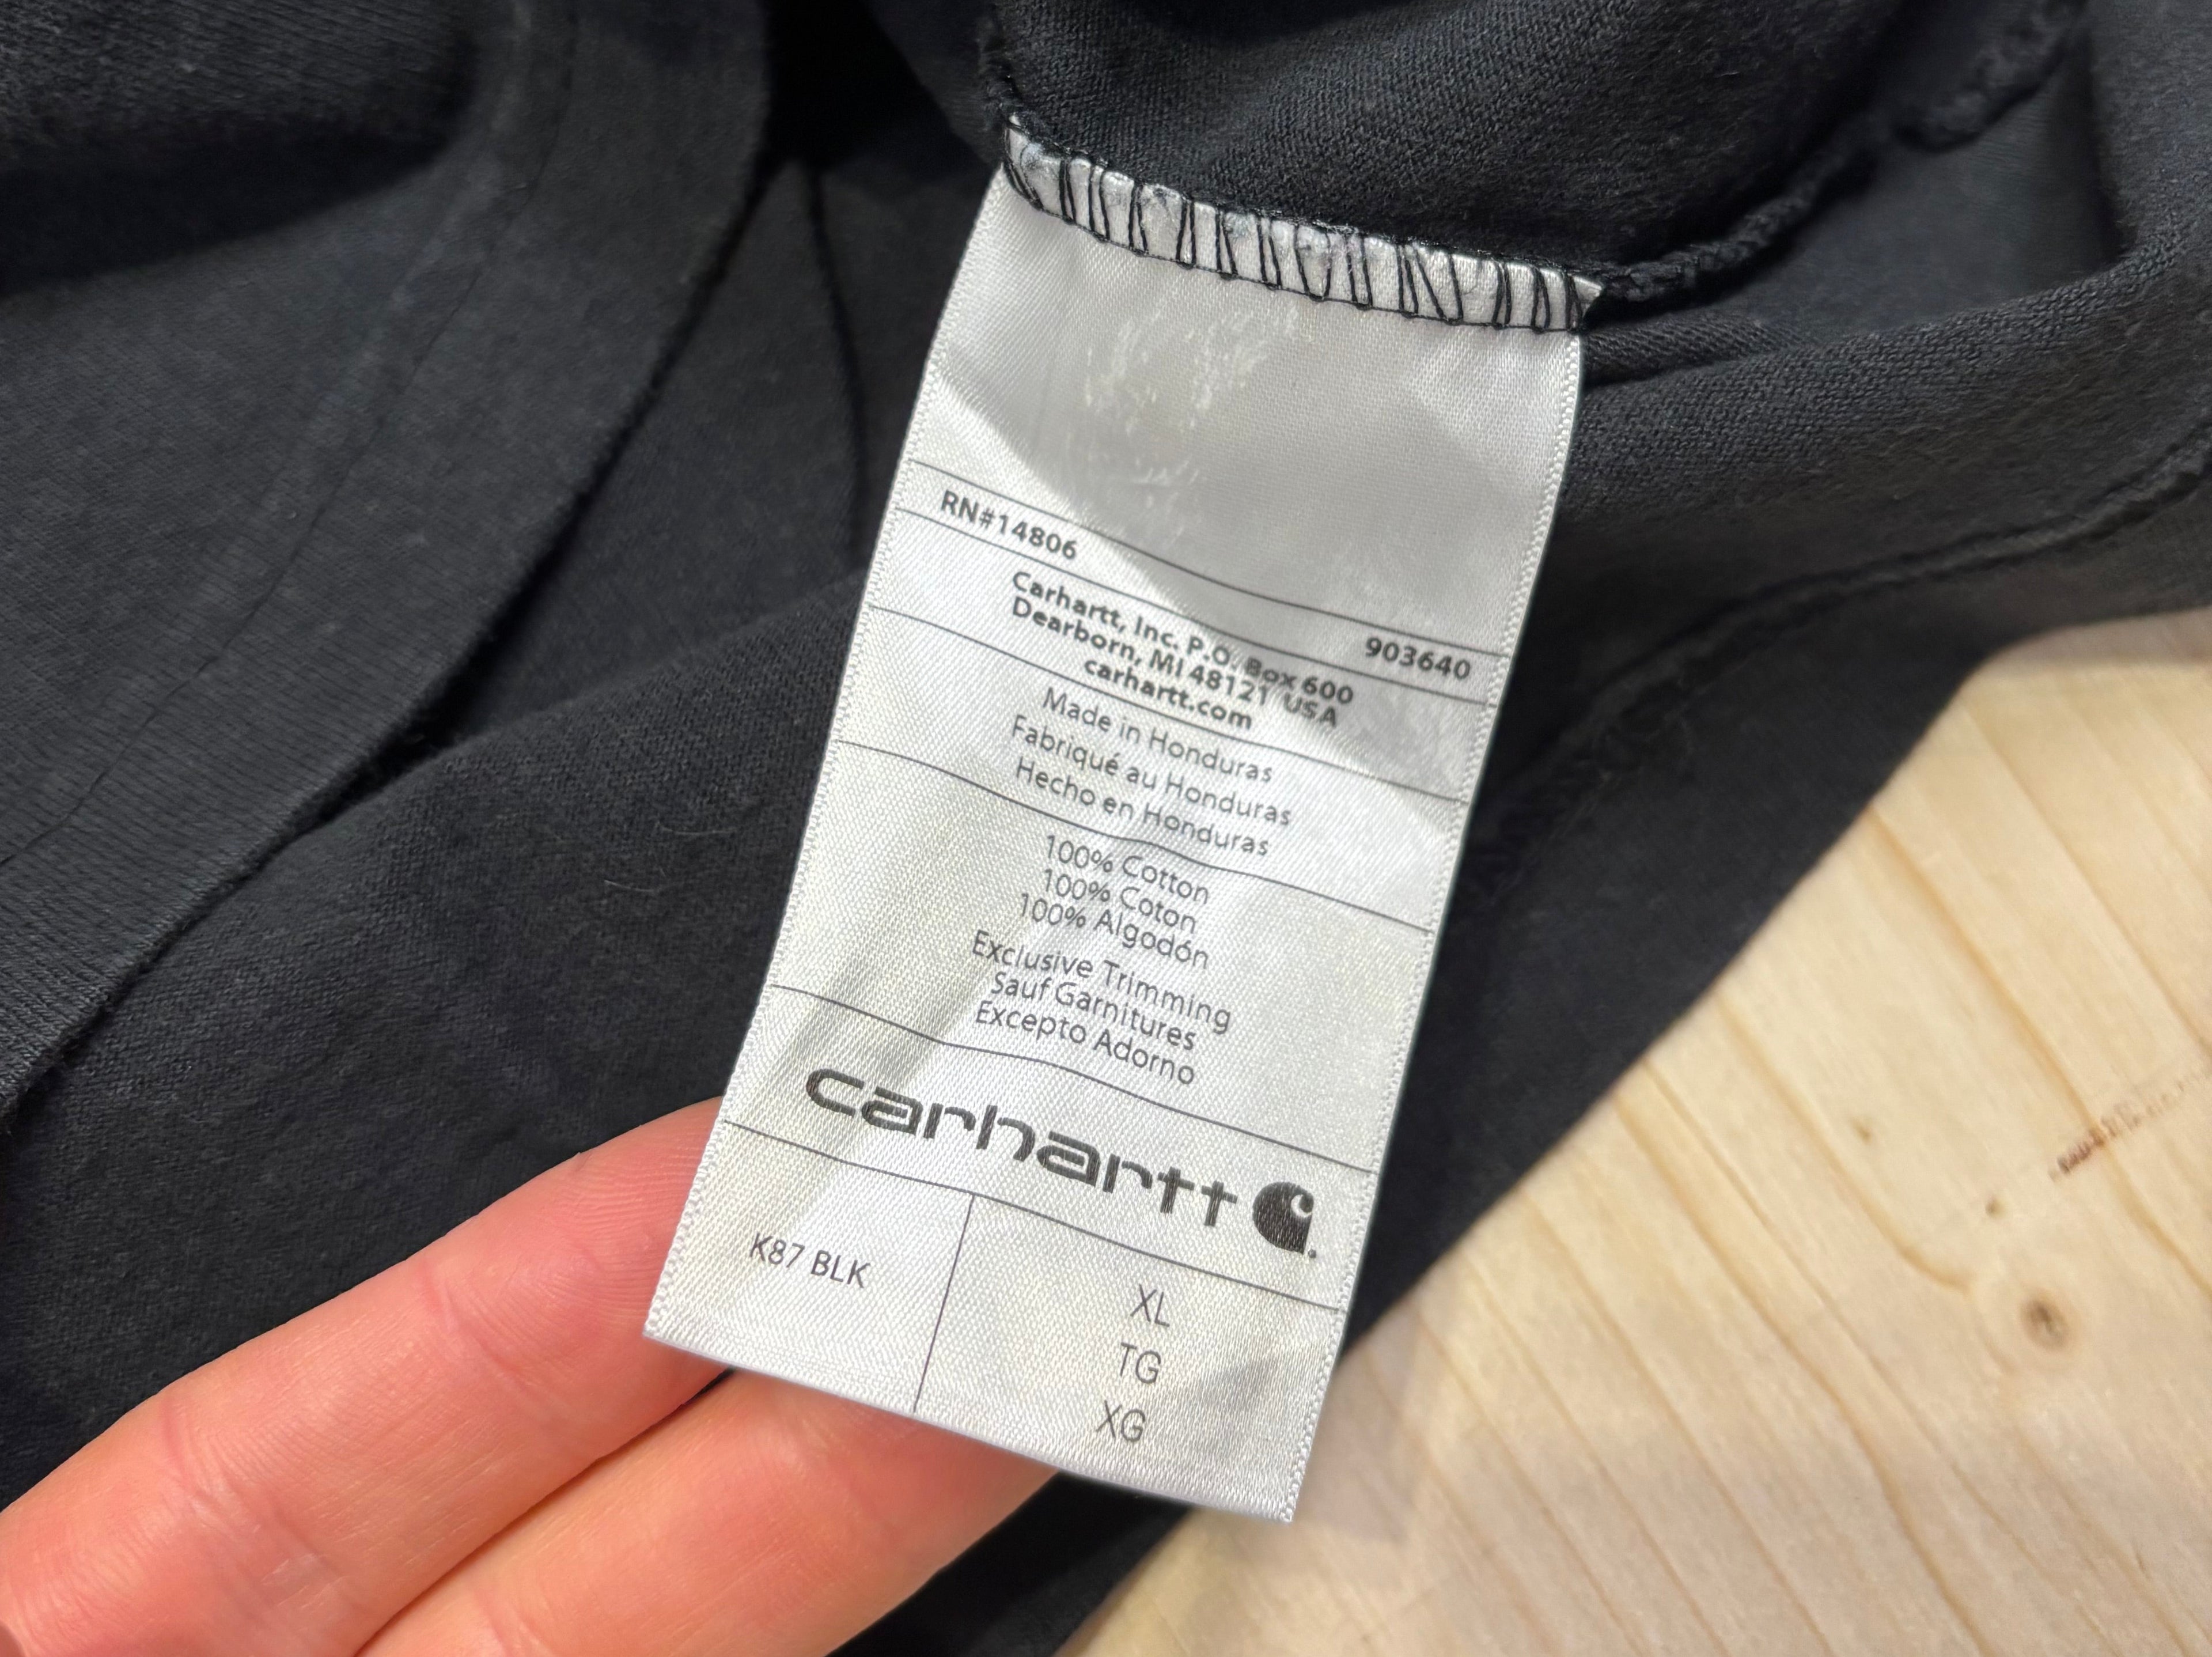 RN#14806 903640
Carhartt, Inc. P.O. Box 600
Dearborn, MI 48121 USA
carhartt.com
Made in Honduras
Fabriqué au Honduras
Hecho en Honduras
100% Cotton
100% Coton
100% Algodón
Exclusive Trimming
Sauf Garnitures
Excepto Adorno
carhartt
K87 BLK
XL
TG
XG